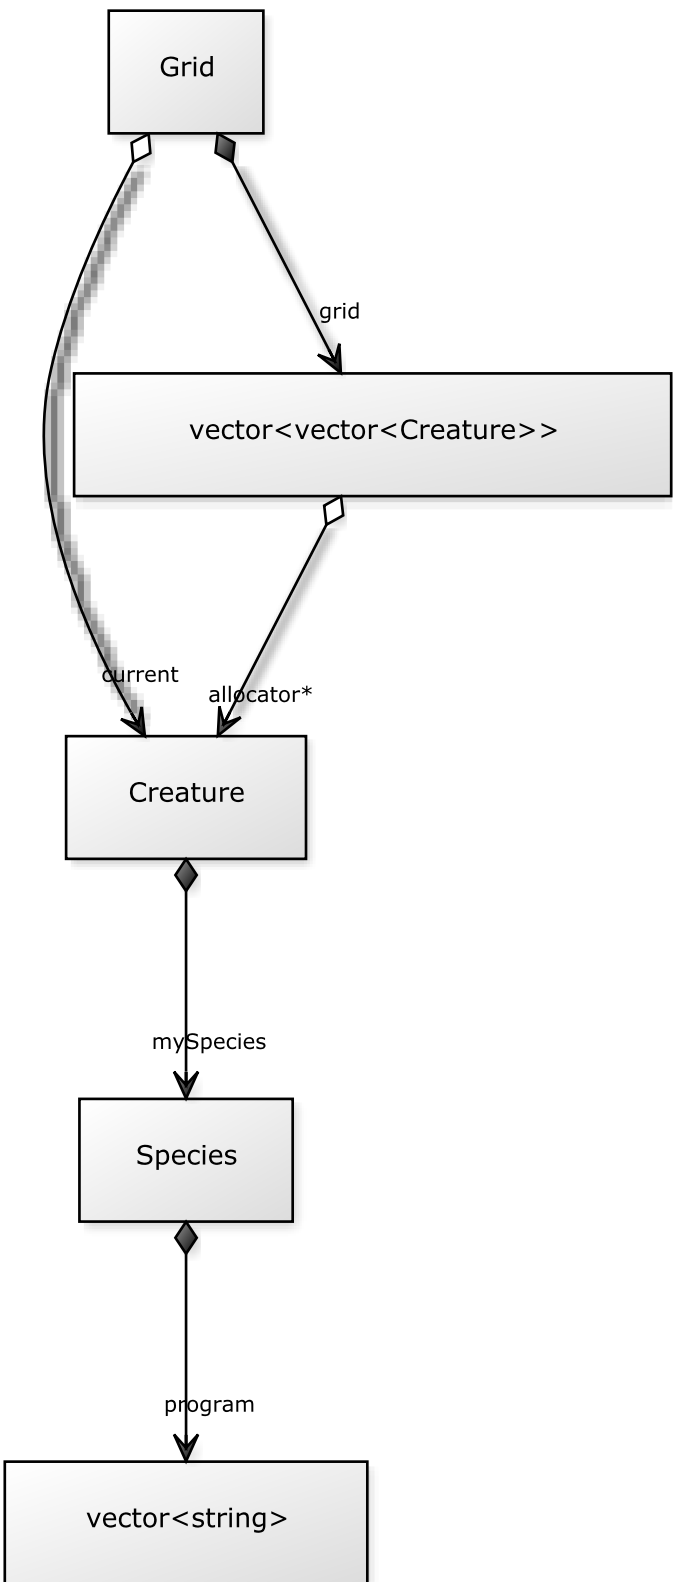 Grid
grid
vector<vector<Creature>>
current
allocator*
Creature
mySpecies
Species
program
vector<string>